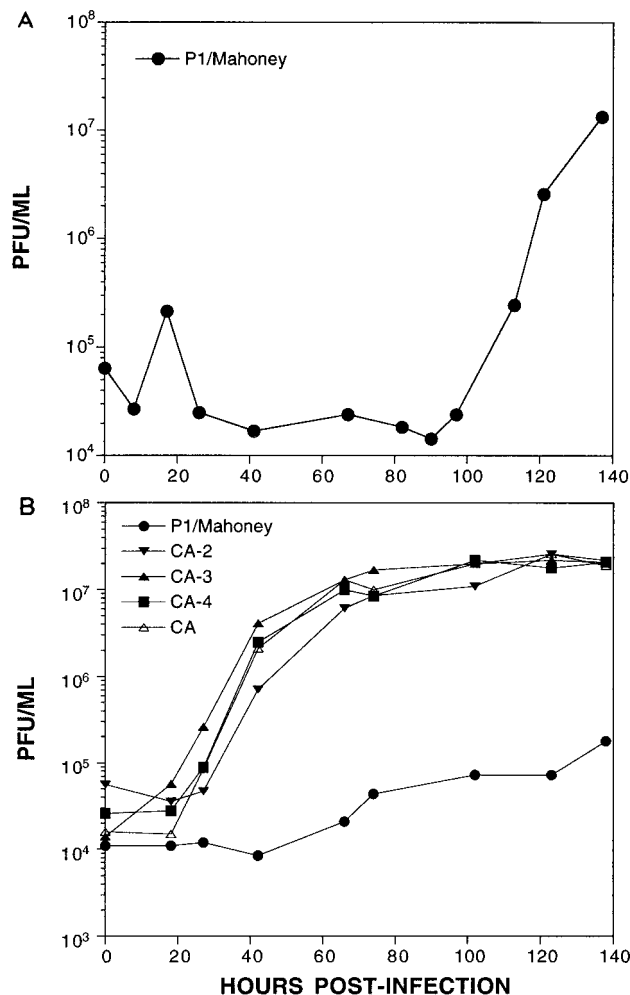 A
10^8
P1/Mahoney
10^7
PFU/ML
10^6
10^5
10^4
0 20 40 60 80 100 120 140
B
10^8
P1/Mahoney
CA-2
CA-3
CA-4
CA
10^7
10^6
PFU/ML
10^5
10^4
10^3
0 20 40 60 80 100 120 140
HOURS POST-INFECTION